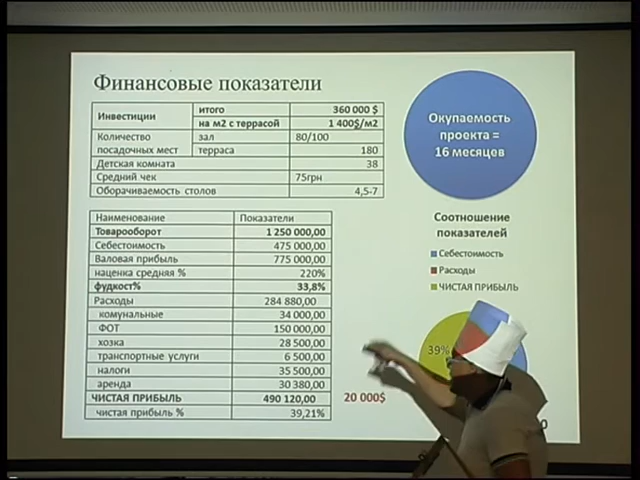 Финансовые показатели
Инвестиции итого 360 000 $
на м2 с террасой 1 400$/м2
Количество посадочных мест зал 80/100
терраса 180
Детская комната 38
Средний чек 75грн
Оборачиваемость столов 4,5-7
Наименование Показатели
Товарооборот 1 250 000,00
Себестоимость 475 000,00
Валовая прибыль 775 000,00
наценка средняя % 220%
фудкост% 33,8%
Расходы 284 880,00
комунальные 34 000,00
ФОТ 150 000,00
хозка 28 500,00
транспортные услуги 6 500,00
налоги 35 500,00
аренда 30 380,00
ЧИСТАЯ ПРИБЫЛЬ 490 120,00 20 000$
чистая прибыль % 39,21%
Окупаемость
проекта =
16 месяцев
Соотношение
показателей
Себестоимость
Расходы
ЧИСТАЯ ПРИБЫЛЬ
39%